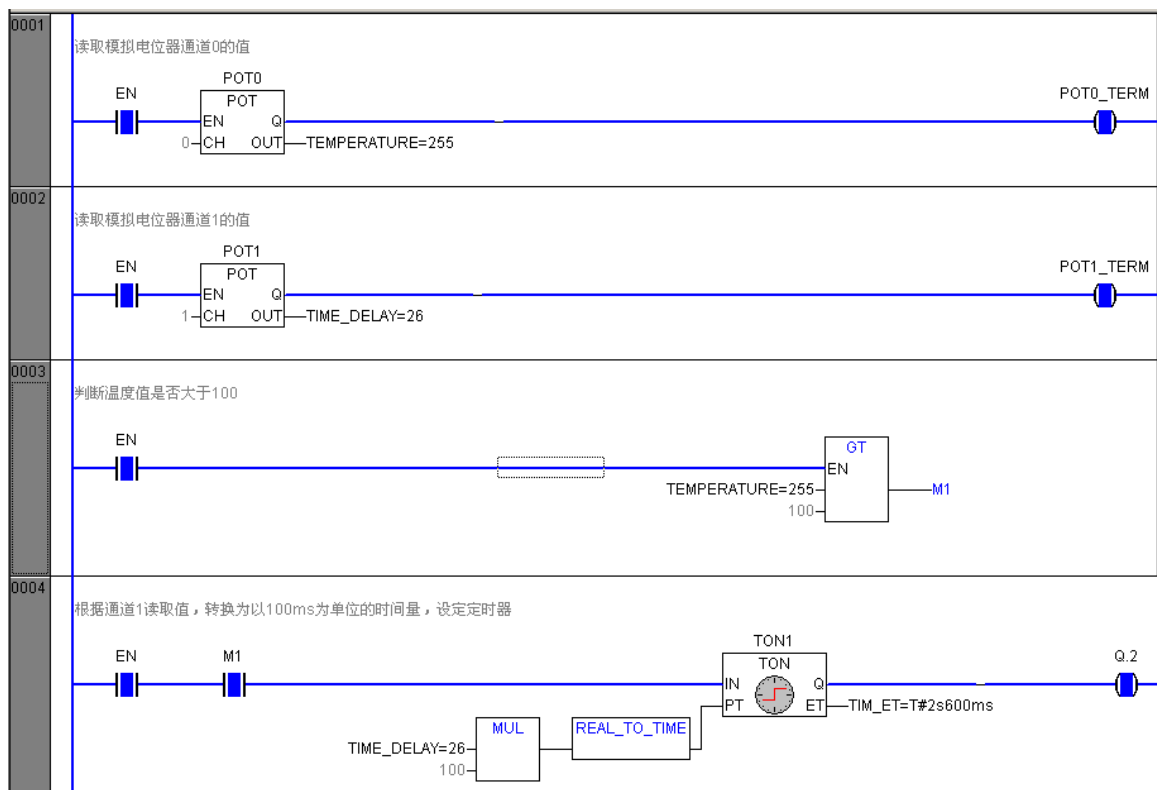 0001
读取模拟电位器通道0的值
POT0
EN
POT
POT0_TERM
EN Q
0 CH OUT TEMPERATURE=255
0002
读取模拟电位器通道1的值
POT1
EN
POT
POT1_TERM
EN Q
1 CH OUT TIME_DELAY=26
0003
判断温度值是否大于100
EN
GT
EN
TEMPERATURE=255 M1
100
0004
根据通道1读取值，转换为以100ms为单位的时间量，设定定时器
TON1
EN M1 TON Q.2
IN Q
PT ET TIM_ET=T#2s600ms
MUL REAL_TO_TIME
TIME_DELAY=26
100